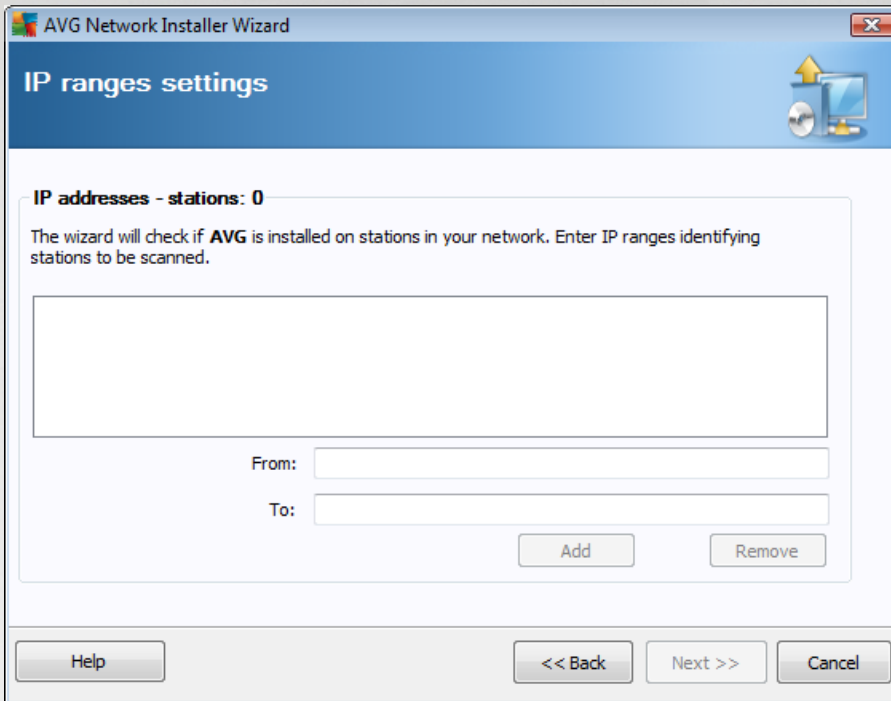 AVG Network Installer Wizard
IP ranges settings
IP addresses - stations: 0
The wizard will check if AVG is installed on stations in your network. Enter IP ranges identifying
stations to be scanned.
From:
To:
Add Remove
Help << Back Next >> Cancel